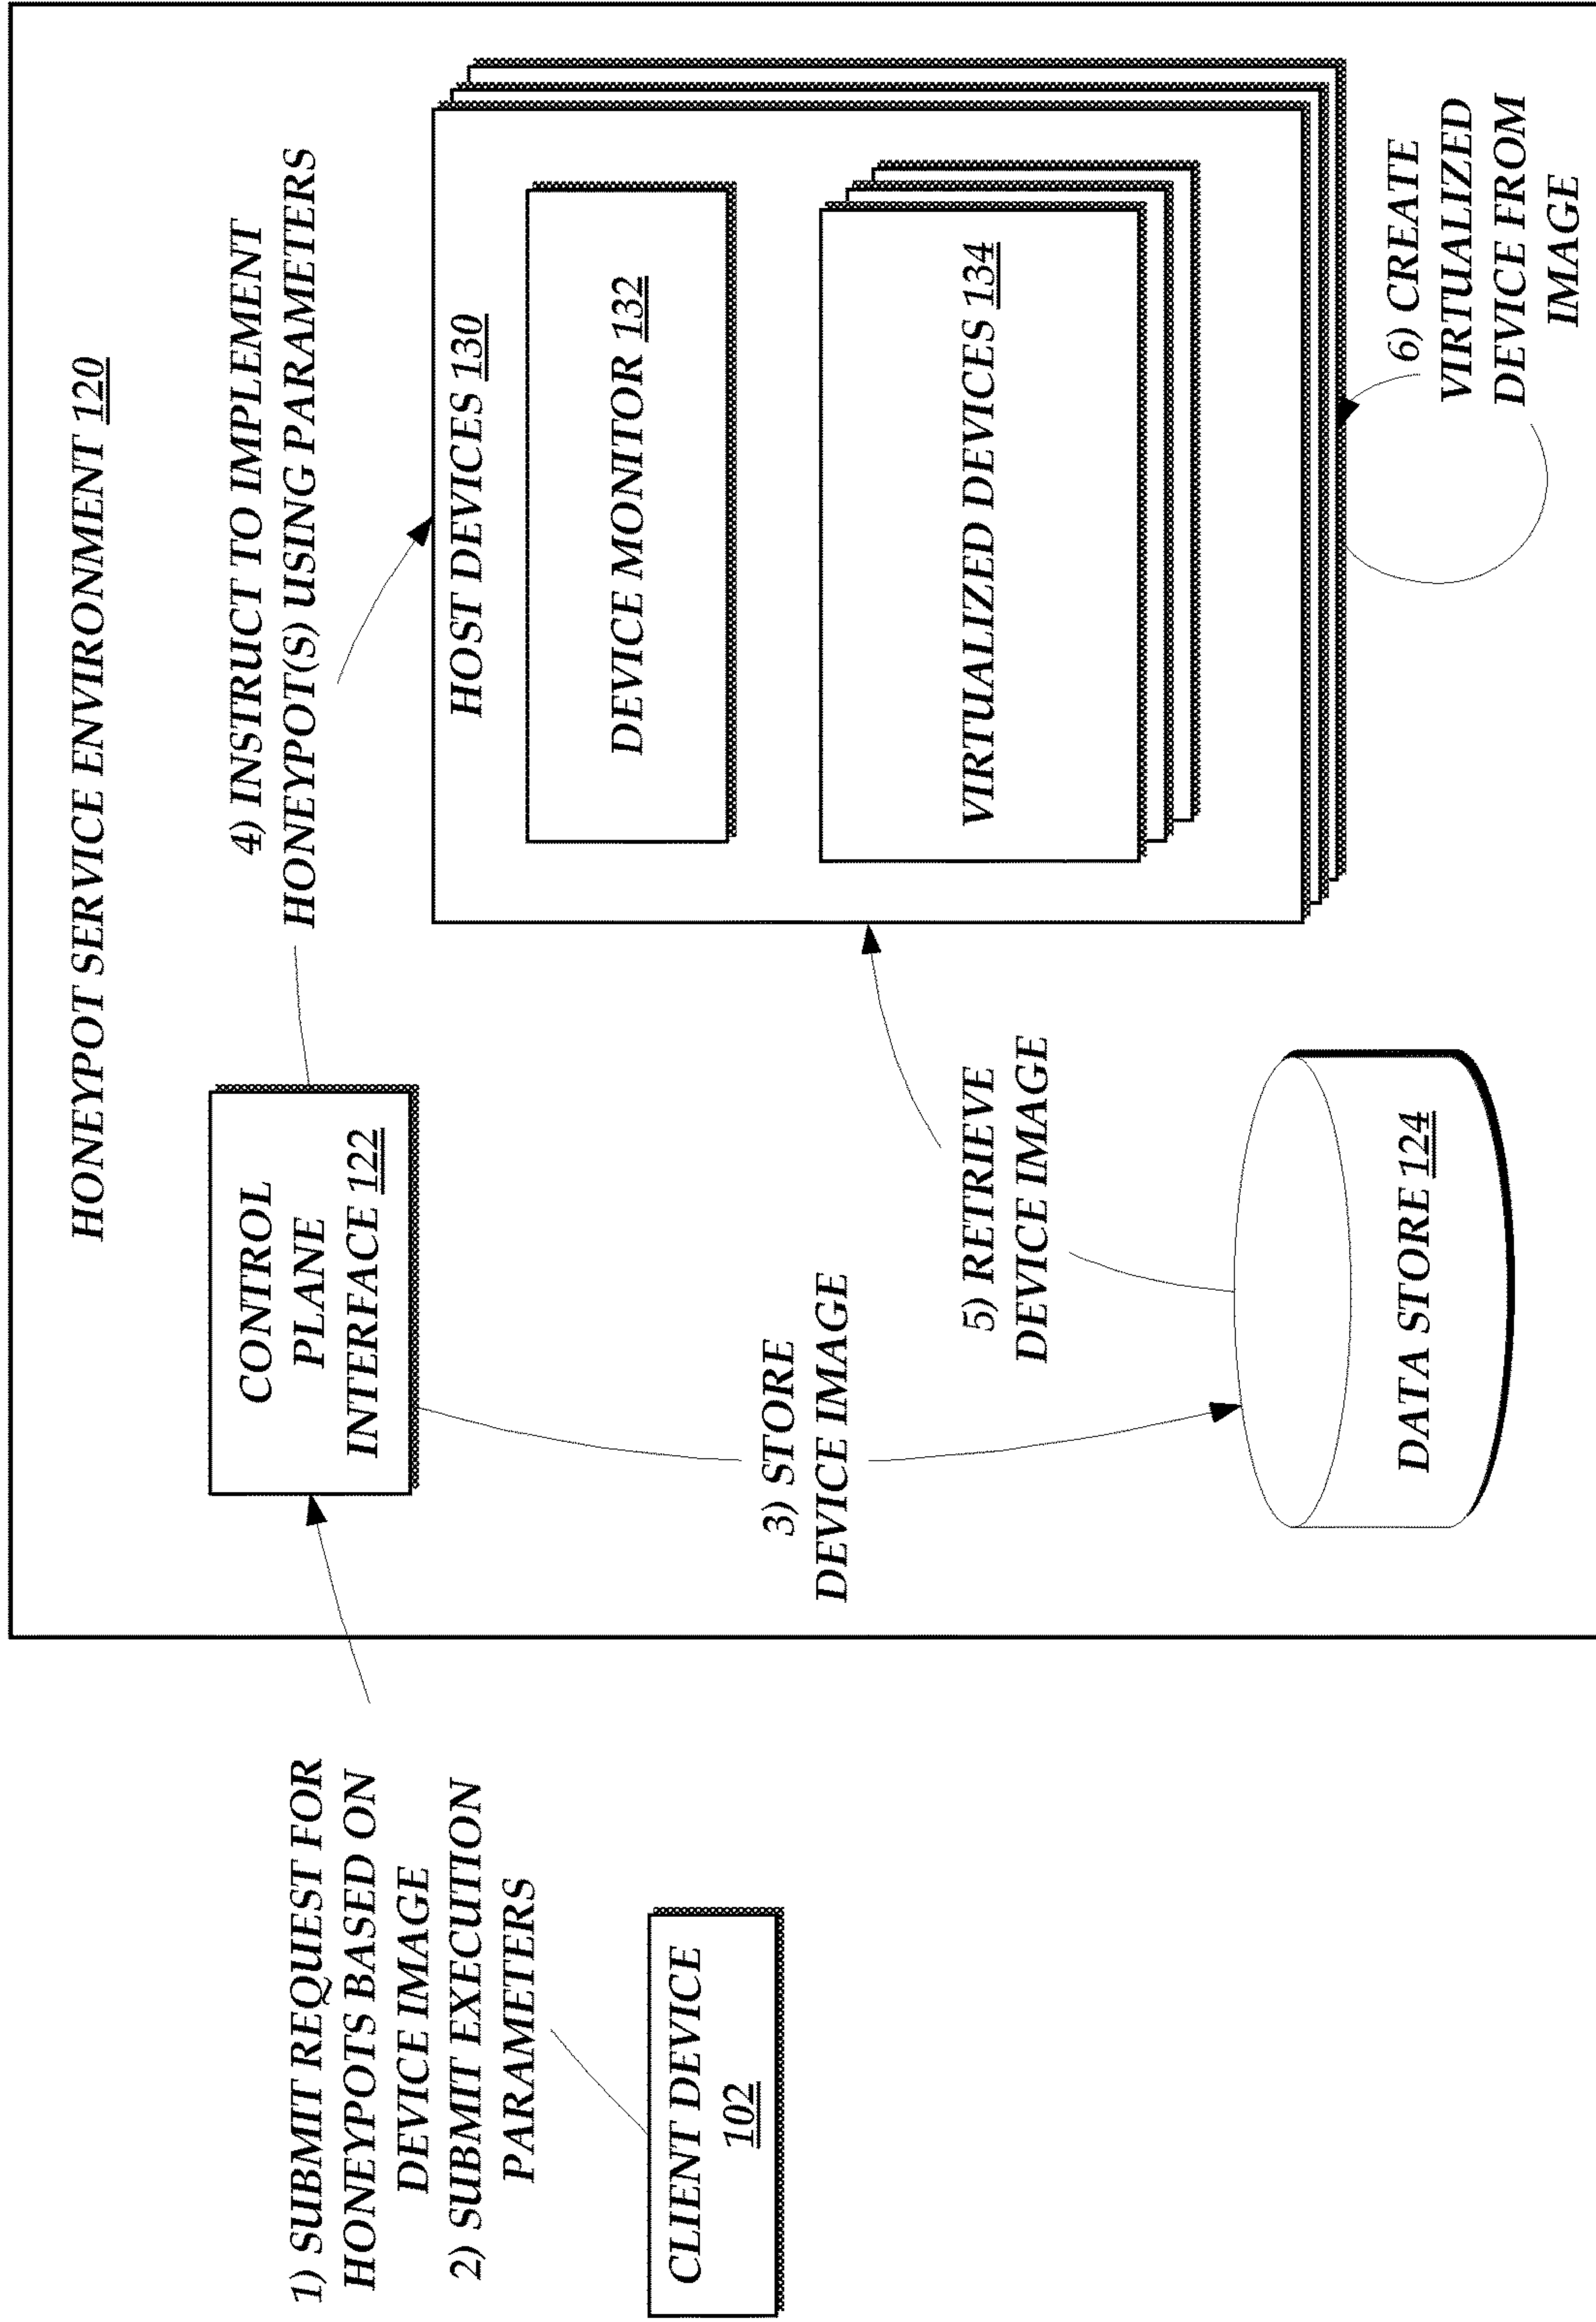 HONEYPOT SERVICE ENVIRONMENT 120
1) SUBMIT REQUEST FOR
HONEYPOTS BASED ON
DEVICE IMAGE
2) SUBMIT EXECUTION
PARAMETERS
CLIENT DEVICE
102
CONTROL
PLANE
INTERFACE 122
3) STORE
DEVICE IMAGE
4) INSTRUCT TO IMPLEMENT
HONEYPOT(S) USING PARAMETERS
5) RETRIEVE
DEVICE IMAGE
DATA STORE 124
HOST DEVICES 130
DEVICE MONITOR 132
VIRTUALIZED DEVICES 134
6) CREATE
VIRTUALIZED
DEVICE FROM
IMAGE